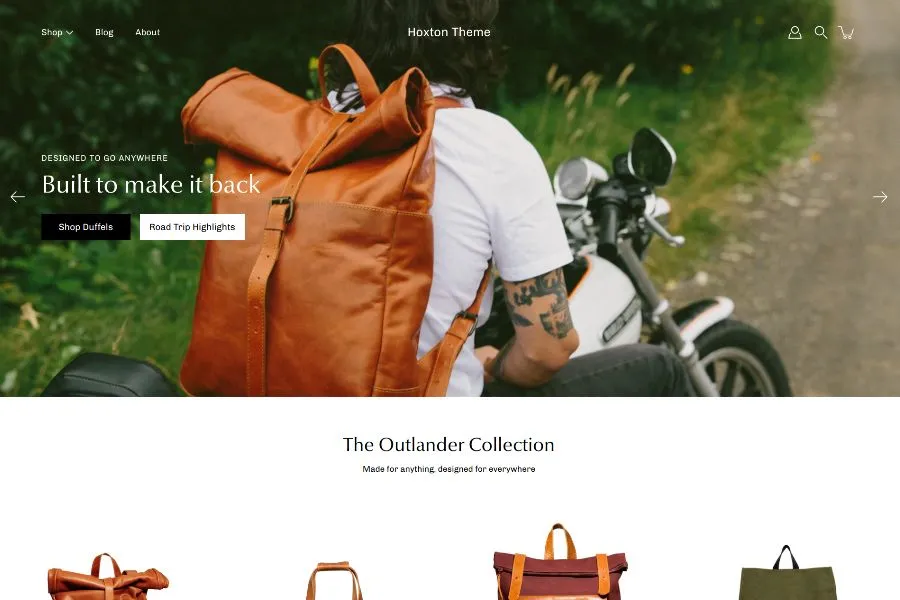 Shop
Blog
About
Hoxton Theme
DESIGNED TO GO ANYWHERE
Built to make it back
Shop Duffels
Road Trip Highlights
The Outlander Collection
Made for anything, designed for everywhere